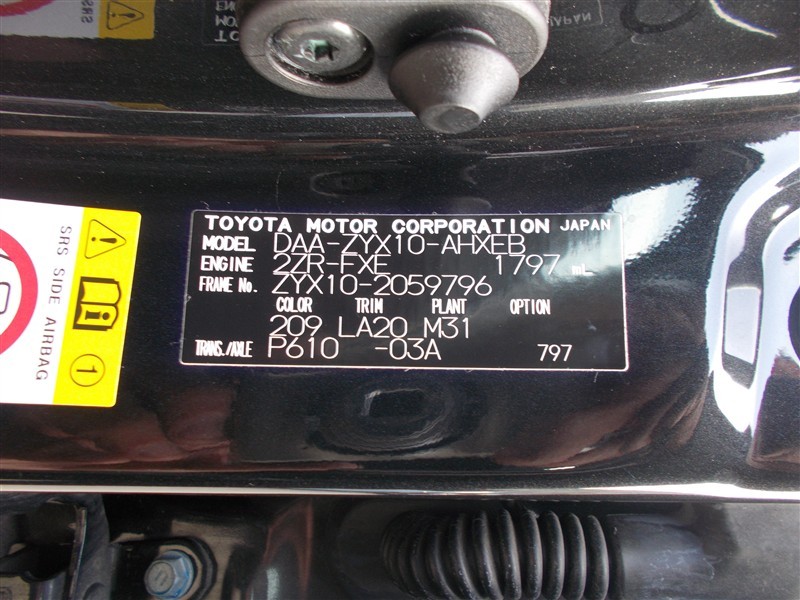 TOYOTA MOTOR CORPORATION JAPAN
MODEL DAA-ZYX10-AHXEB
ENGINE 2ZR-FXE 1797 mL
FRAME No. ZYX10-2059796
COLOR TRIM PLANT OPTION
209 LA20 M31
TRANS./AXLE P610 -03A 797
SRS SIDE AIRBAG
1